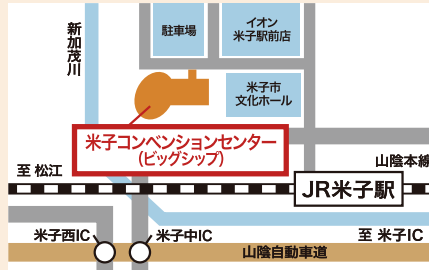 新加茂川
駐車場
イオン
米子駅前店
米子市
文化ホール
米子コンベンションセンター
(ビッグシップ)
至 松江
山陰本線
JR米子駅
米子西IC
米子中IC
至 米子IC
山陰自動車道